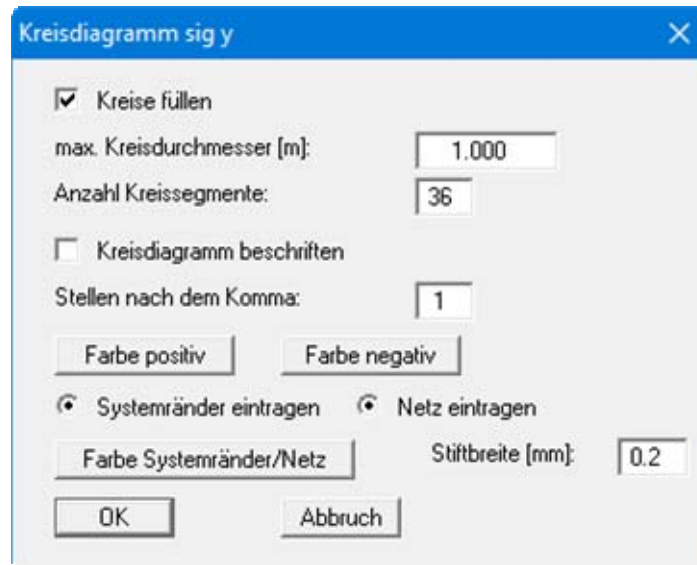 Kreisdiagramm sig y
Kreise füllen
max. Kreisdurchmesser [m]: 1.000
Anzahl Kreissegmente: 36
Kreisdiagramm beschriften
Stellen nach dem Komma: 1
Farbe positiv Farbe negativ
Systemränder eintragen Netz eintragen
Farbe Systemränder/Netz Stiftbreite [mm]: 0.2
OK Abbruch